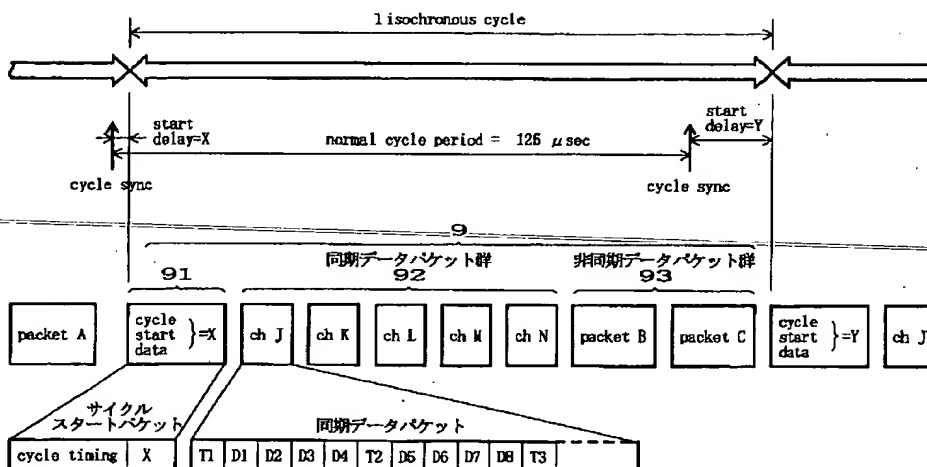 1 isochronous cycle
start
delay=X
normal cycle period = 125 μsec
start
delay=Y
cycle sync
cycle sync
9
同期データパケット群
非同期データパケット群
91
92
93
packet A
cycle
start
data
}=X
ch J
ch K
ch L
ch M
ch N
packet B
packet C
cycle
start
data
}=Y
ch J
サイクル
スタートパケット
同期データパケット
cycle timing X
T1 D1 D2 D3 D4 T2 D5 D6 D7 D8 T3